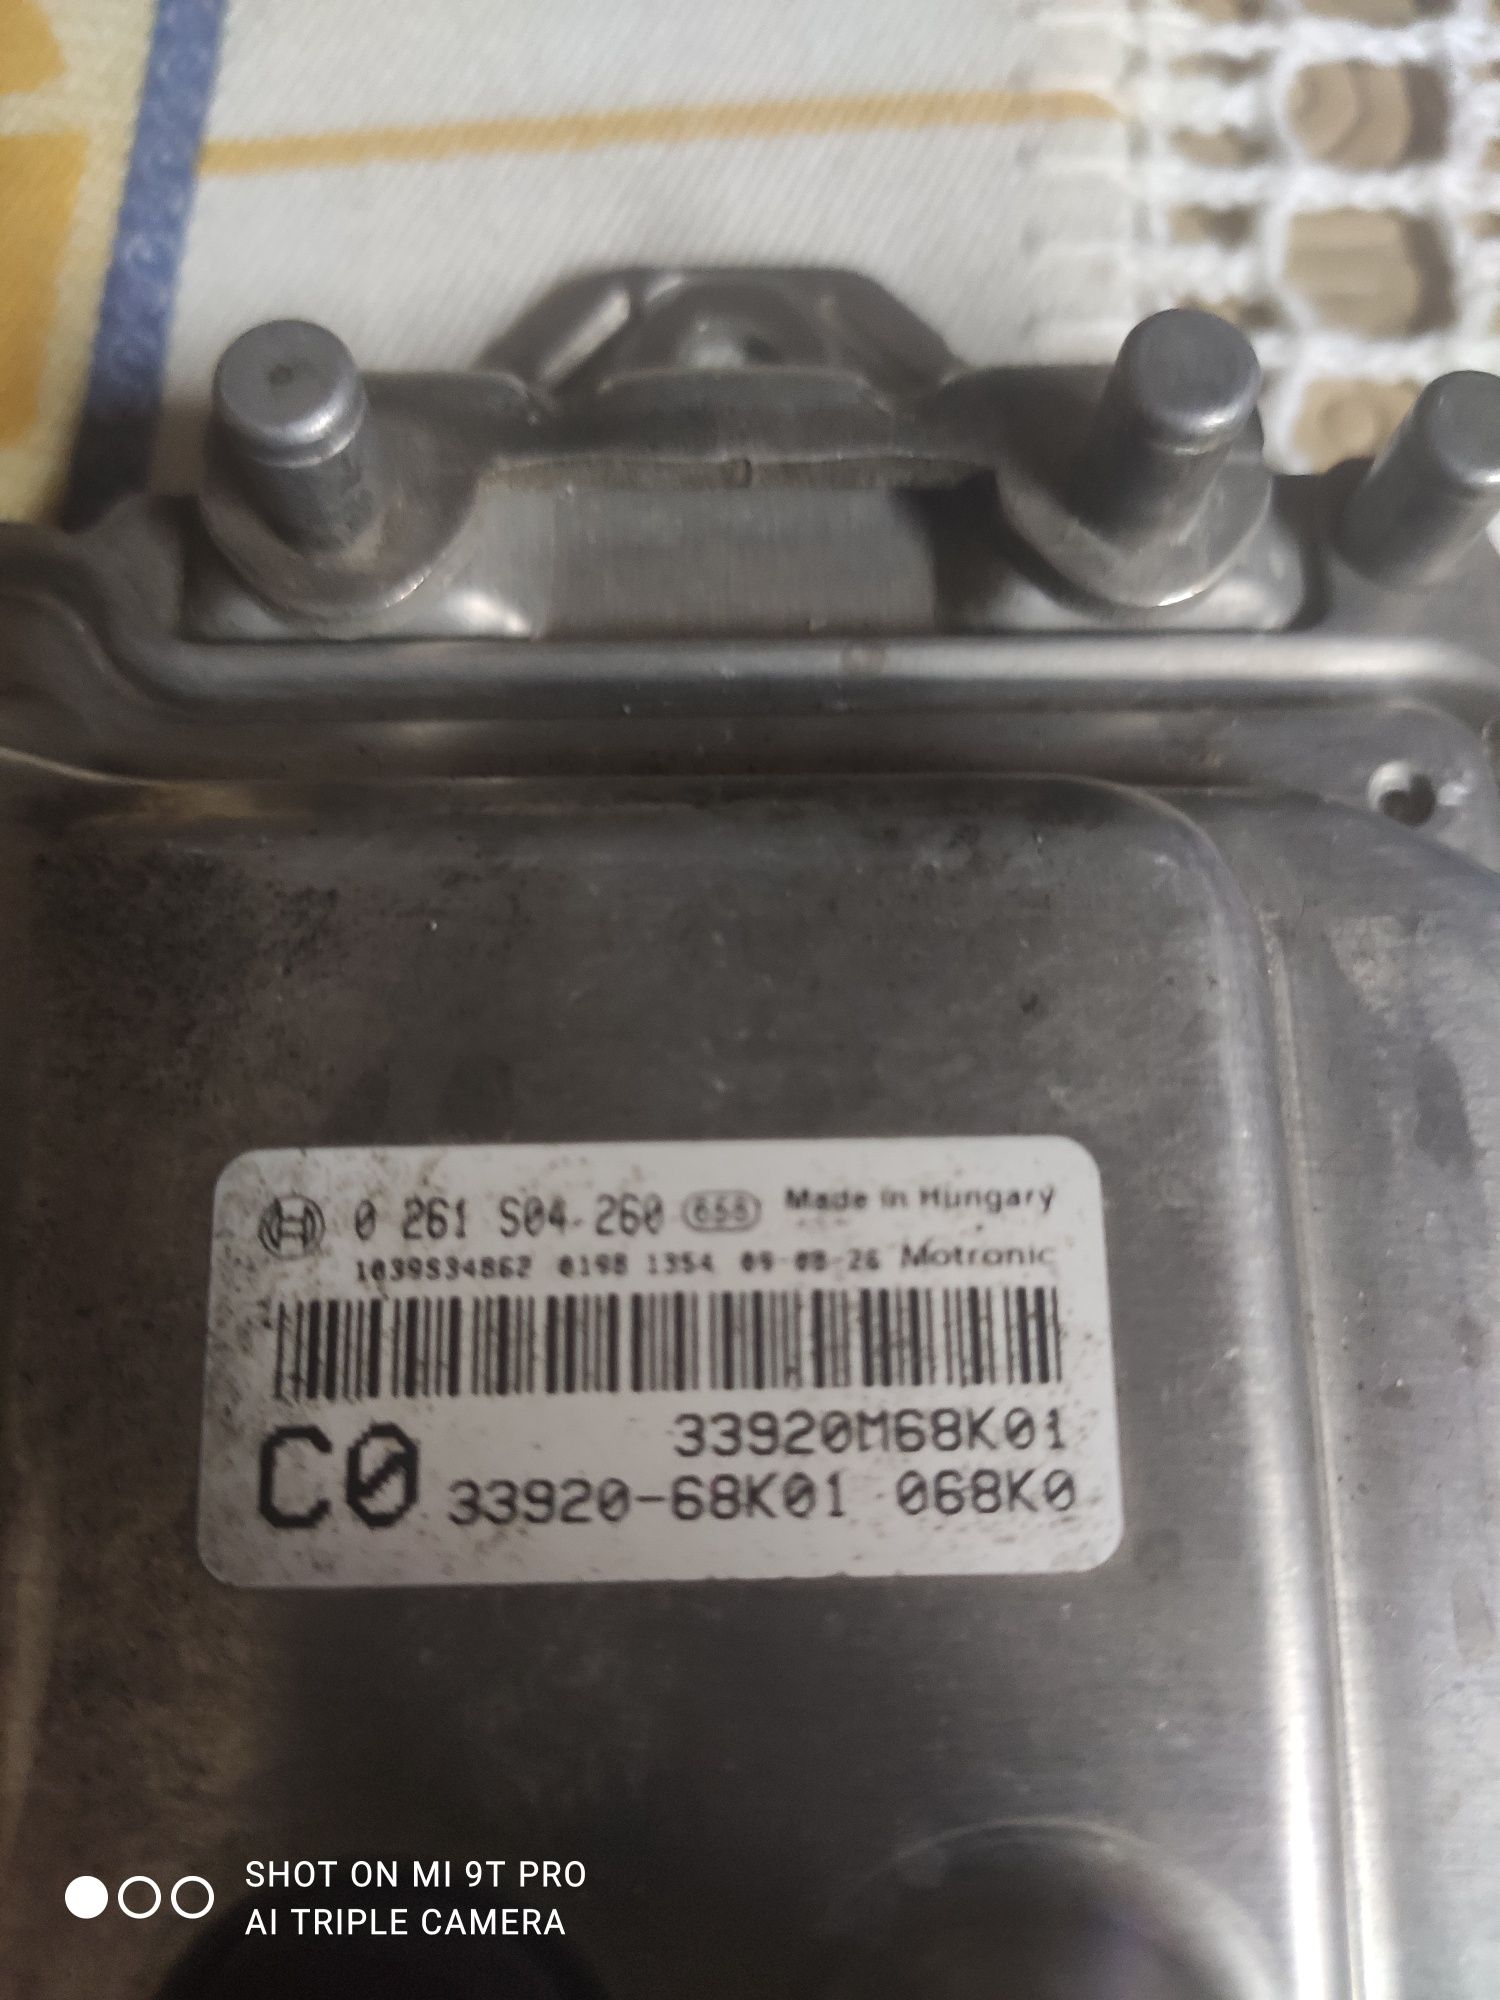 0 261 S04 260 658 Made in Hungary
1039S34862 0198 1354 09-08-26 Motronic
33920M68K01
C0 33920-68K01 068K0
SHOT ON MI 9T PRO
AI TRIPLE CAMERA